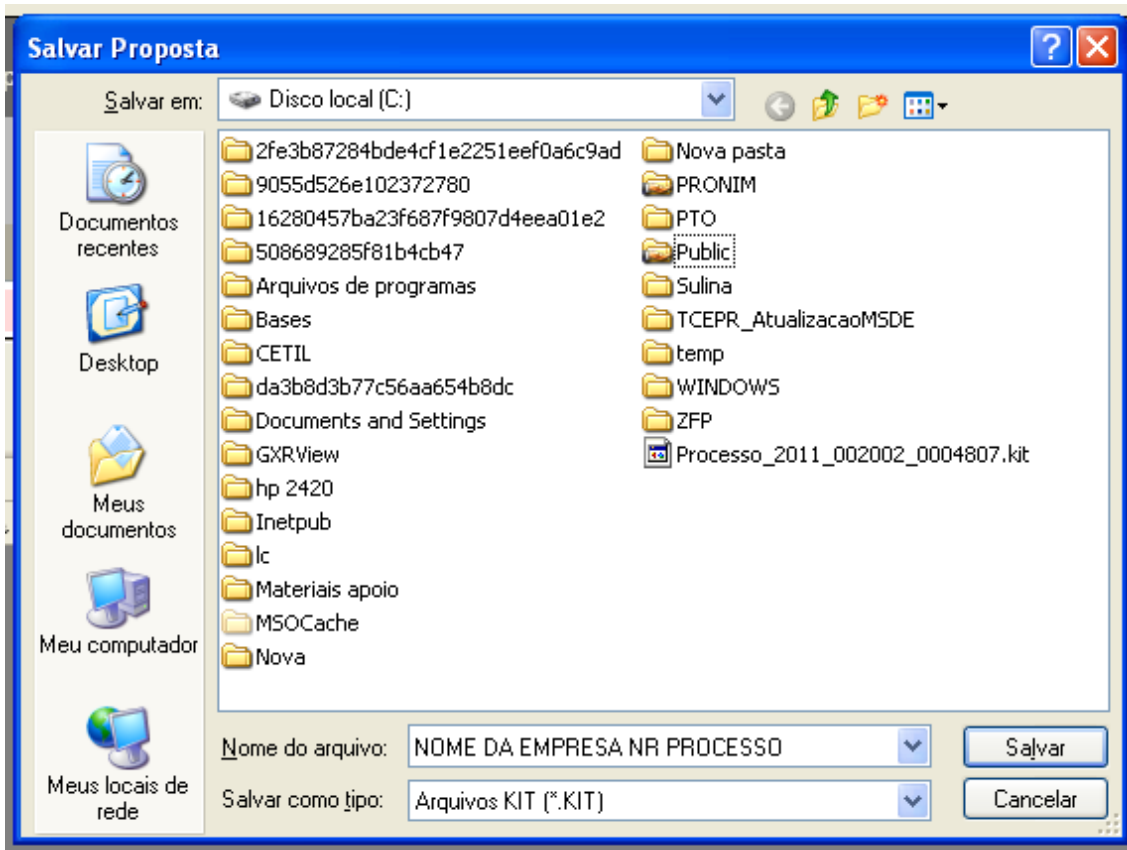 Salvar Proposta
Salvar em:
Disco local (C:)
Documentos
recentes
Desktop
Meus
documentos
Meu computador
Meus locais de
rede
2fe3b87284bde4cf1e2251eef0a6c9ad
9055d526e102372780
16280457ba23f687f9807d4eea01e2
508689285f81b4cb47
Arquivos de programas
Bases
CETIL
da3b8d3b77c56aa654b8dc
Documents and Settings
GXRView
hp 2420
Inetpub
lc
Materiais apoio
MSOCache
Nova
Nova pasta
PRONIM
PTO
Public
Sulina
TCEPR_AtualizacaoMSDE
temp
WINDOWS
ZFP
Processo_2011_002002_0004807.kit
Nome do arquivo:
NOME DA EMPRESA NR PROCESSO
Salvar
Salvar como tipo:
Arquivos KIT (*.KIT)
Cancelar